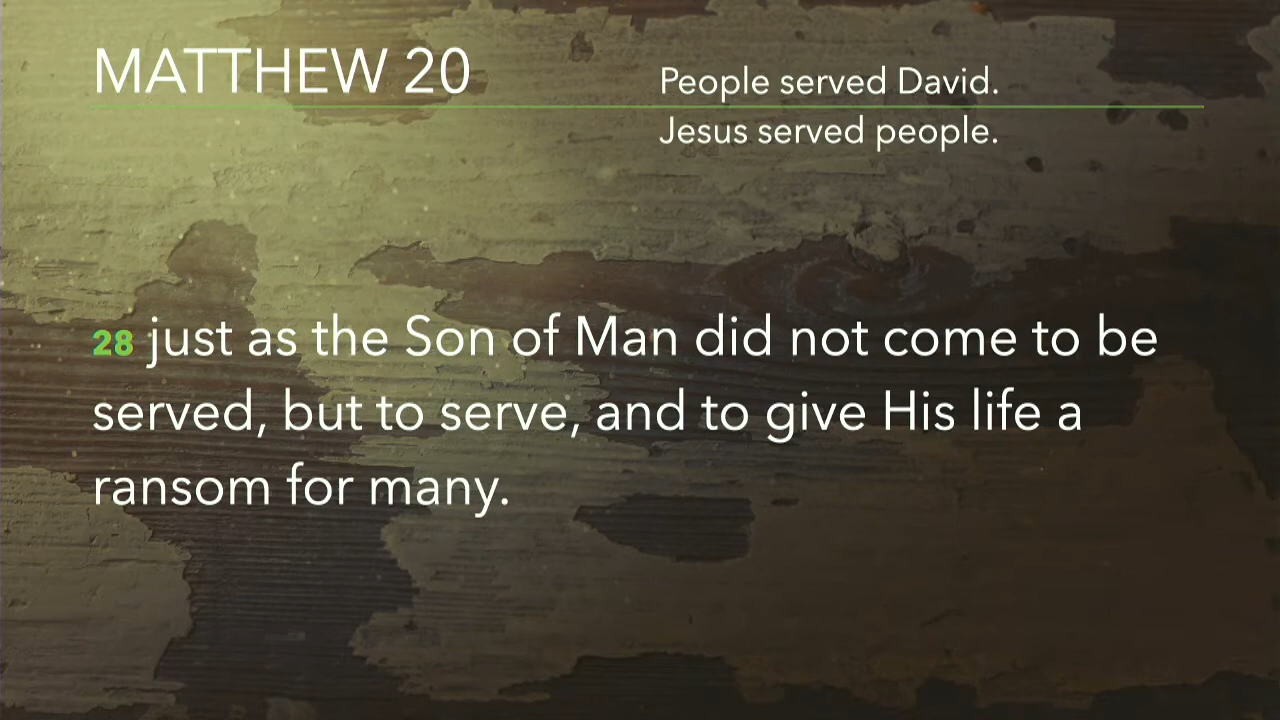 MATTHEW 20
People served David.
Jesus served people.
28 just as the Son of Man did not come to be
served, but to serve, and to give His life a
ransom for many.